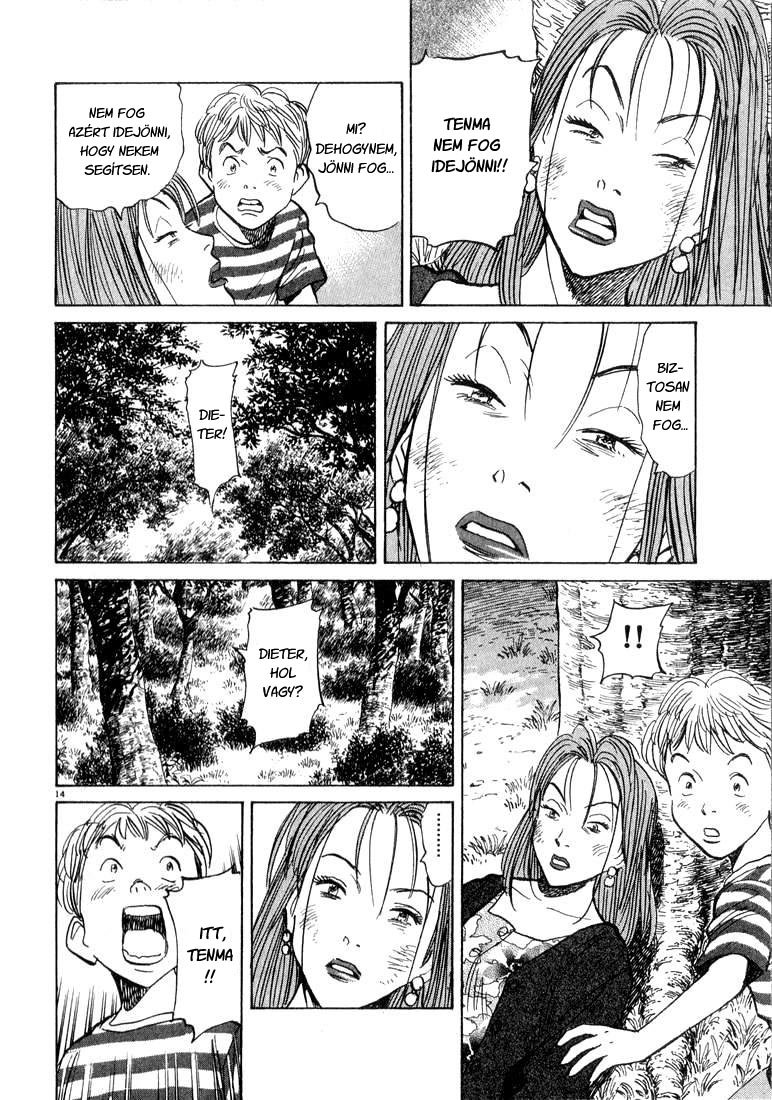 TENMA
NEM FOG
IDEJÖNNI!!
MI?
DEHOGYNEM,
JÖNNI FOG...
NEM FOG
AZÉRT IDEJÖNNI,
HOGY NEKEM
SEGÍTSEN.
BIZ-
TOSAN
NEM
FOG...
DIE-
TER!
!!
DIETER,
HOL
VAGY?
14
.........
ITT,
TENMA
!!